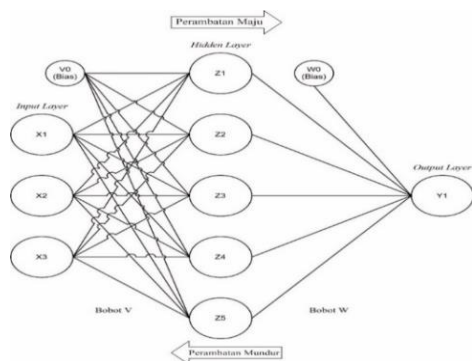 Perambatan Maju
V0
(Bias)
Hidden Layer
Z1
W0
(Bias)
Input Layer
X1
Z2
Output Layer
X2
Z3
Y1
X3
Z4
Bobot V
Z5
Bobot W
Perambatan Mundur